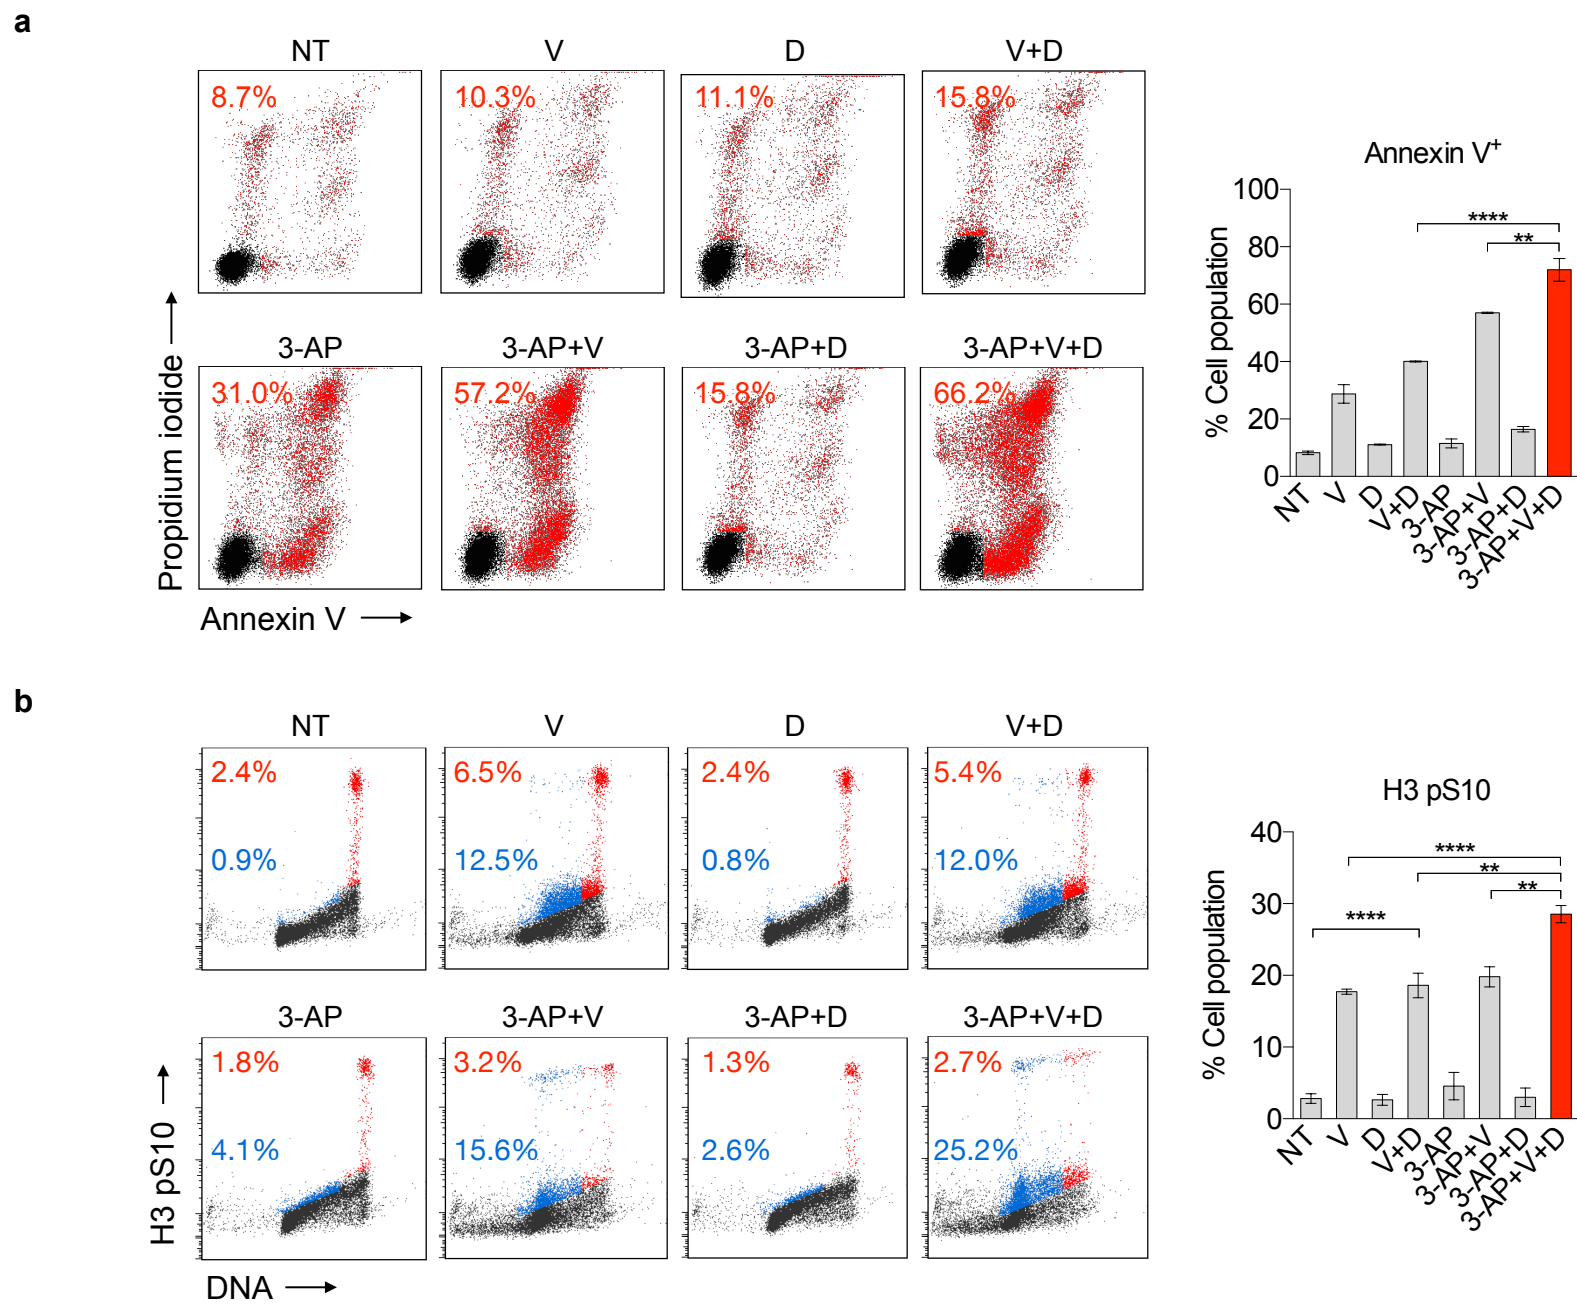 a
NT V D V+D
8.7% 10.3% 11.1% 15.8%
3-AP 3-AP+V 3-AP+D 3-AP+V+D
31.0% 57.2% 15.8% 66.2%
Propidium iodide
Annexin V
Annexin V+
% Cell population
100
80
60
40
20
0
****
**
NT V D V+D 3-AP 3-AP+V 3-AP+D 3-AP+V+D
b
NT V D V+D
2.4% 6.5% 2.4% 5.4%
0.9% 12.5% 0.8% 12.0%
3-AP 3-AP+V 3-AP+D 3-AP+V+D
1.8% 3.2% 1.3% 2.7%
4.1% 15.6% 2.6% 25.2%
H3 pS10
DNA
H3 pS10
% Cell population
40
30
20
10
0
****
**
**
****
NT V D V+D 3-AP 3-AP+V 3-AP+D 3-AP+V+D